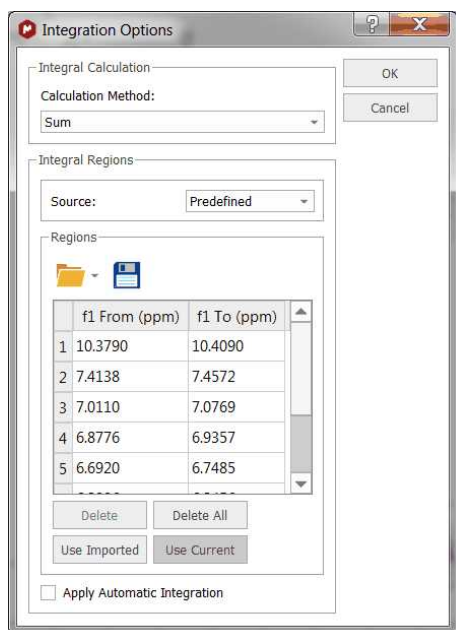 Integration Options
Integral Calculation
OK
Calculation Method:
Cancel
Sum
Integral Regions
Source: Predefined
Regions
f1 From (ppm) f1 To (ppm)
1 10.3790 10.4090
2 7.4138 7.4572
3 7.0110 7.0769
4 6.8776 6.9357
5 6.6920 6.7485
Delete Delete All
Use Imported Use Current
Apply Automatic Integration